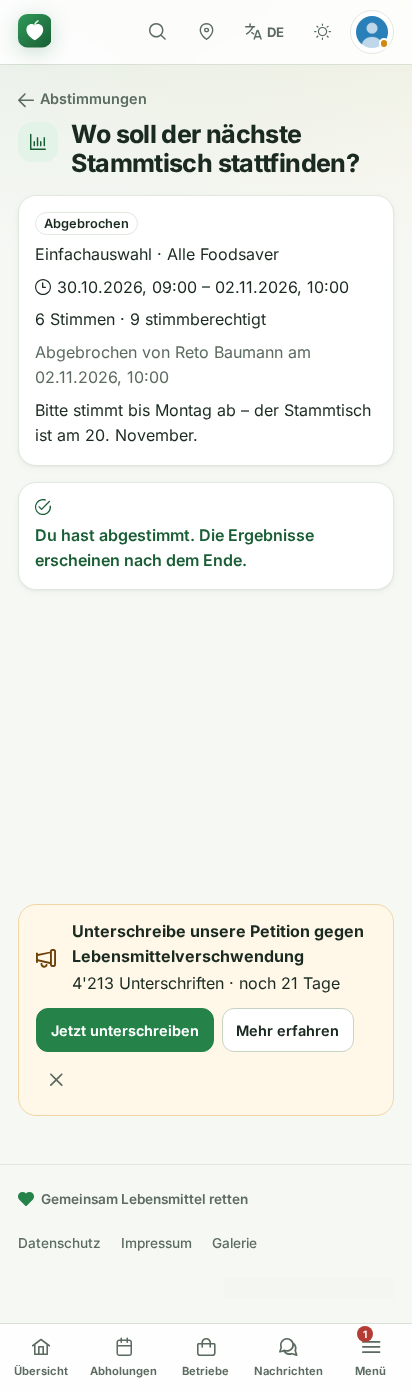 DE
Abstimmungen
Wo soll der nächste
Stammtisch stattfinden?
Abgebrochen
Einfachauswahl · Alle Foodsaver
30.10.2026, 09:00 – 02.11.2026, 10:00
6 Stimmen · 9 stimmberechtigt
Abgebrochen von Reto Baumann am
02.11.2026, 10:00
Bitte stimmt bis Montag ab – der Stammtisch
ist am 20. November.
Du hast abgestimmt. Die Ergebnisse
erscheinen nach dem Ende.
Unterschreibe unsere Petition gegen
Lebensmittelverschwendung
4'213 Unterschriften · noch 21 Tage
Jetzt unterschreiben Mehr erfahren
Gemeinsam Lebensmittel retten
Datenschutz Impressum Galerie
1
Übersicht Abholungen Betriebe Nachrichten Menü